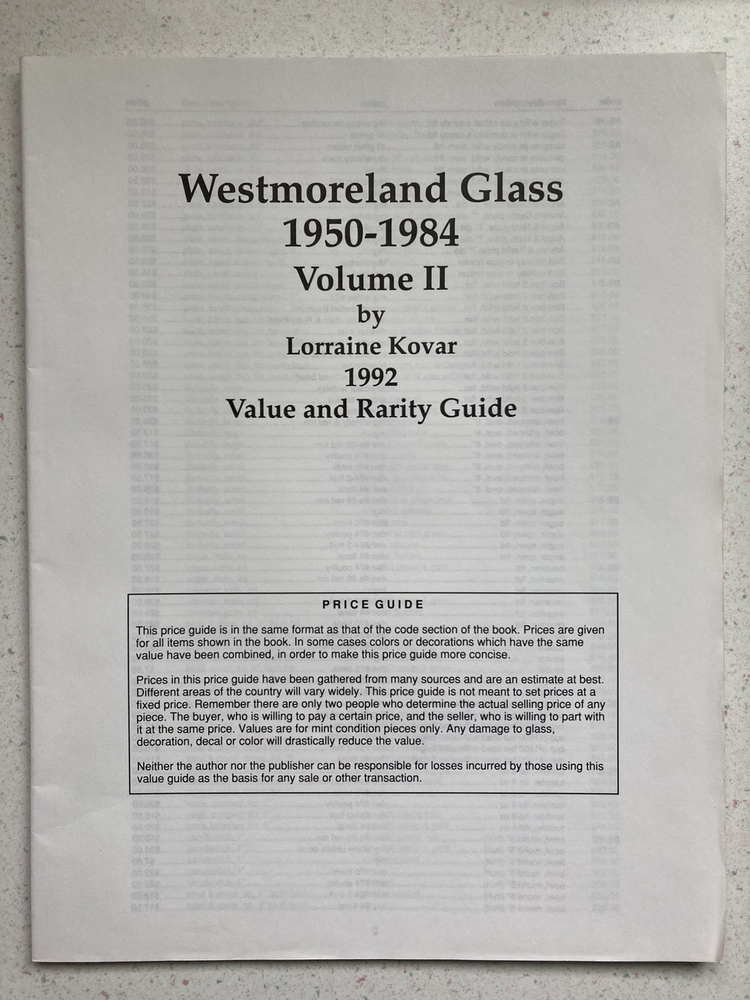 Westmoreland Glass
1950-1984
Volume II
by
Lorraine Kovar
1992
Value and Rarity Guide
PRICE GUIDE
This price guide is in the same format as that of the code section of the book. Prices are given
for all items shown in the book. In some cases colors or decorations which have the same
value have been combined, in order to make this price guide more concise.
Prices in this price guide have been gathered from many sources and are an estimate at best.
Different areas of the country will vary widely. This price guide is not meant to set prices at a
fixed price. Remember there are only two people who determine the actual selling price of any
piece. The buyer, who is willing to pay a certain price, and the seller, who is willing to part with
it at the same price. Values are for mint condition pieces only. Any damage to glass,
decoration, decal or color will drastically reduce the value.
Neither the author nor the publisher can be responsible for losses incurred by those using this
value guide as the basis for any sale or other transaction.